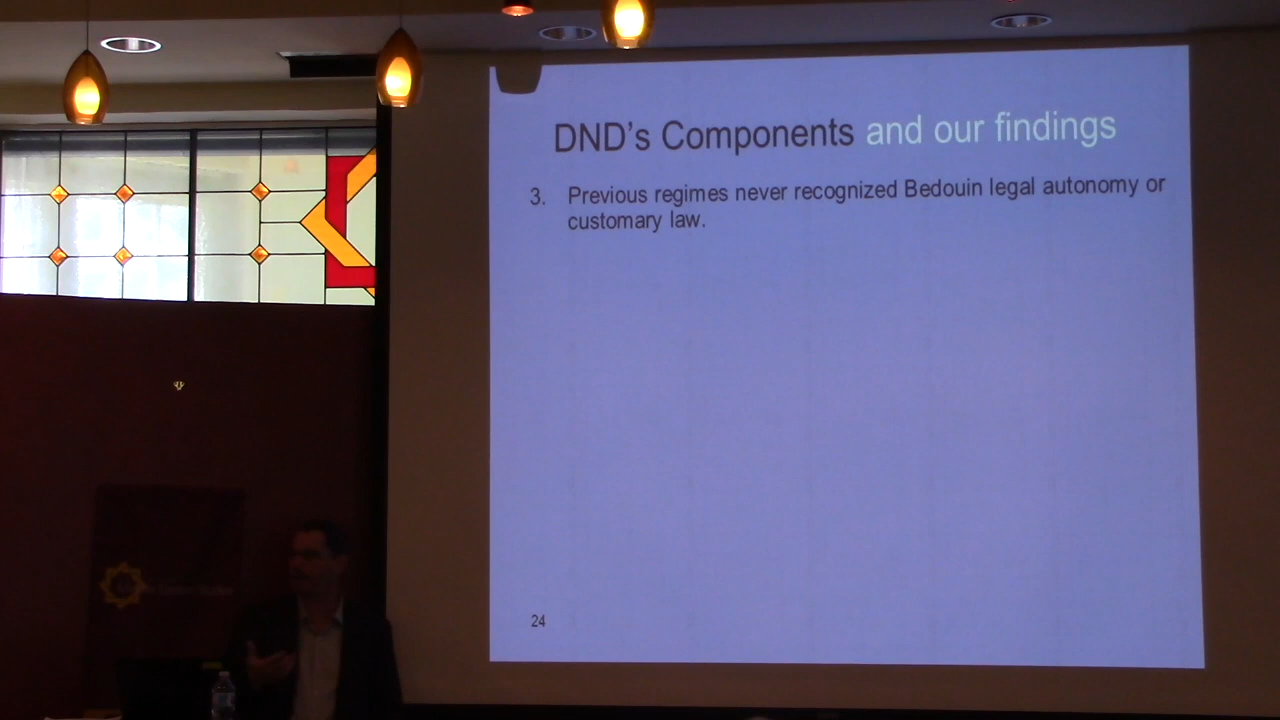 DND's Components and our findings
3. Previous regimes never recognized Bedouin legal autonomy or
customary law.
24